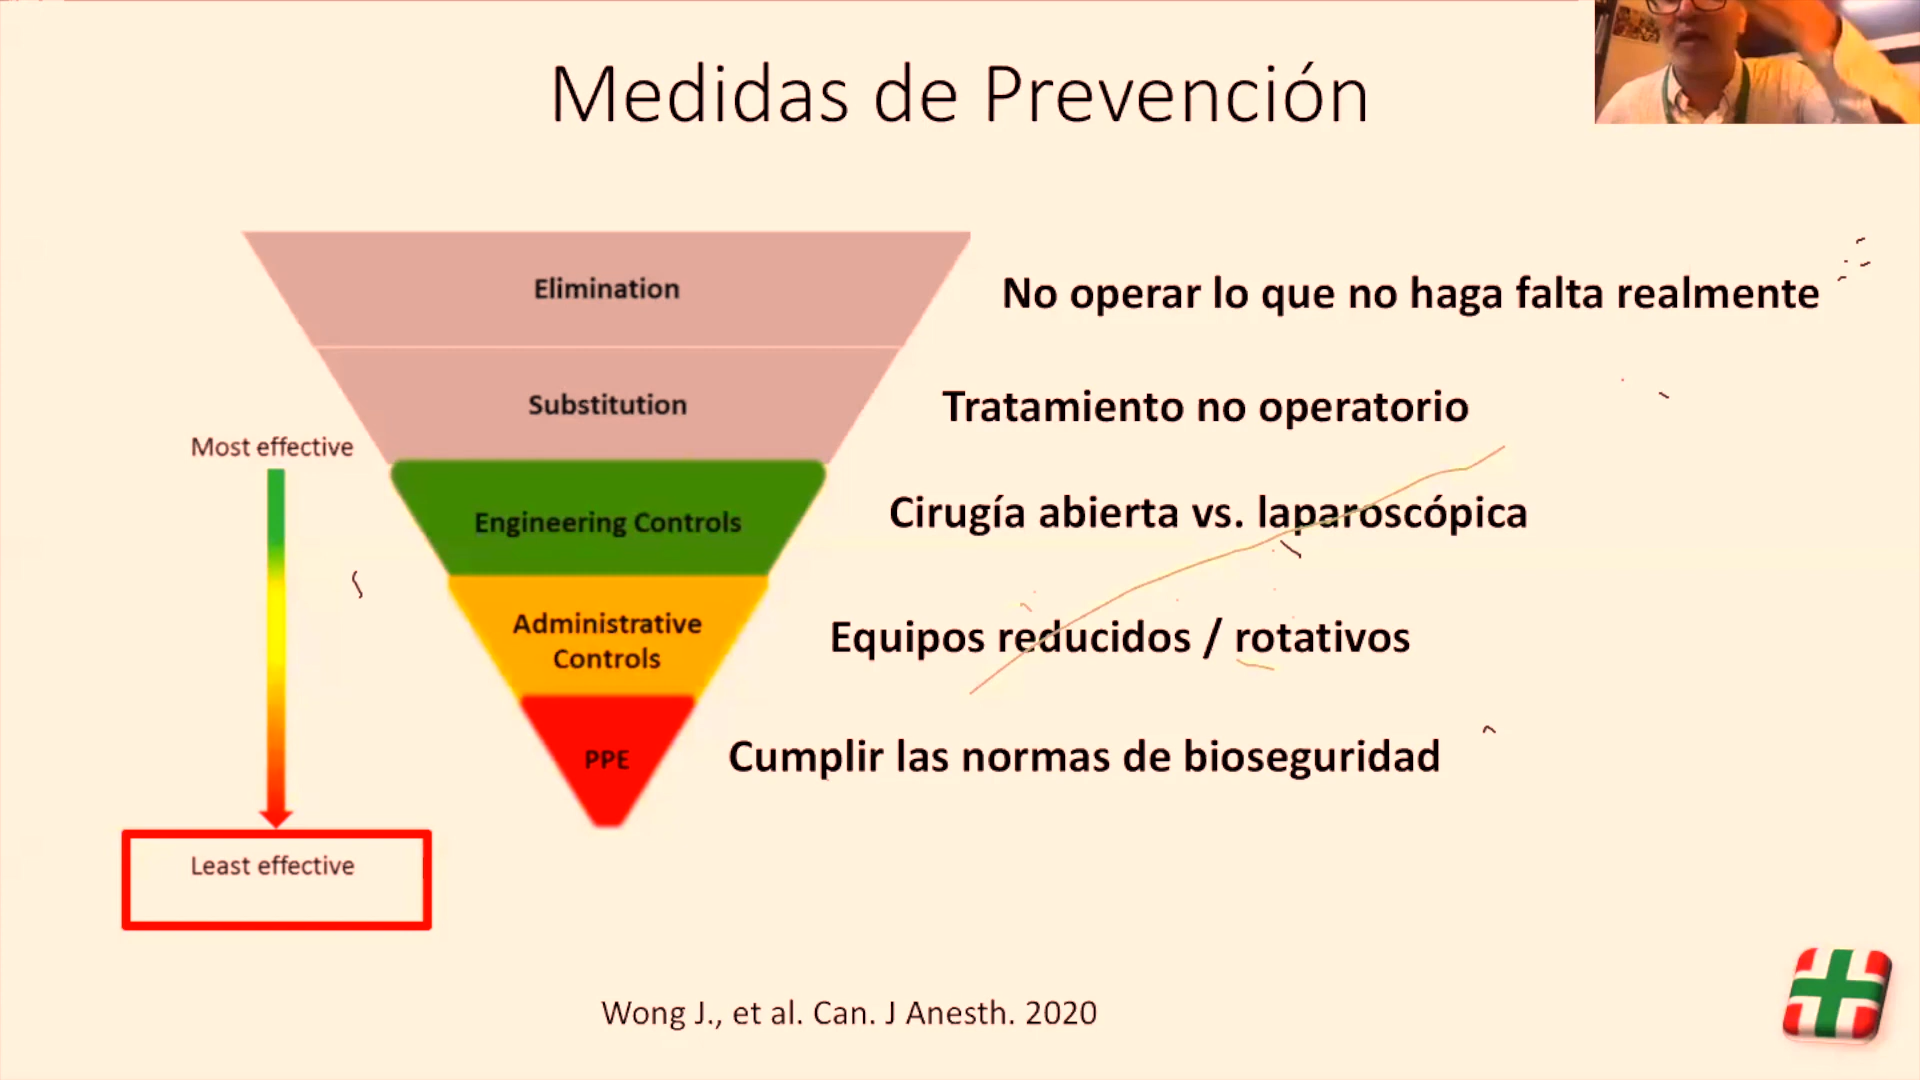 Medidas de Prevención
Elimination
No operar lo que no haga falta realmente
Substitution
Tratamiento no operatorio
Most effective
Engineering Controls
Cirugía abierta vs. laparoscópica
Administrative
Controls
Equipos reducidos / rotativos
PPE
Cumplir las normas de bioseguridad
Least effective
Wong J., et al. Can. J Anesth. 2020